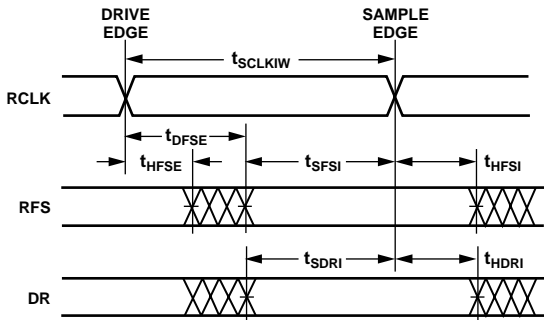 DRIVE EDGE
SAMPLE EDGE
tSCLKIW
RCLK
tDFSE
tHFSE
tSFSI
tHFSI
RFS
tSDRI
tHDRI
DR